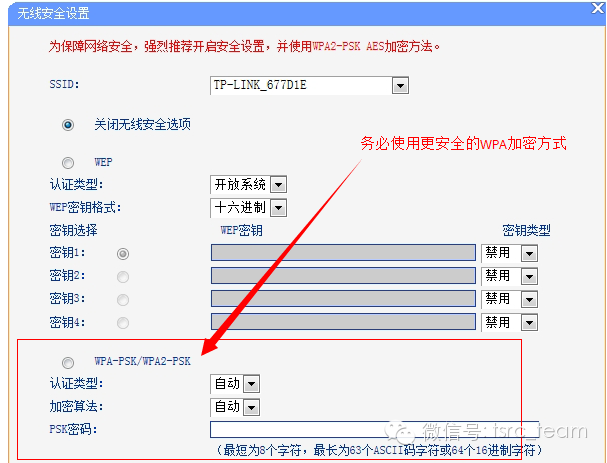 无线安全设置
为保障网络安全，强烈推荐开启安全设置，并使用WPA2-PSK AES加密方法。
SSID: TP-LINK_677D1E
关闭无线安全选项
务必使用更安全的WPA加密方式
WEP
认证类型: 开放系统
WEP密钥格式: 十六进制
密钥选择 WEP密钥 密钥类型
密钥1: 禁用
密钥2: 禁用
密钥3: 禁用
密钥4: 禁用
WPA-PSK/WPA2-PSK
认证类型: 自动
加密算法: 自动
PSK密码:
微信号: tsrc_team
（最短为8个字符，最长为63个ASCII码字符或64个16进制字符）